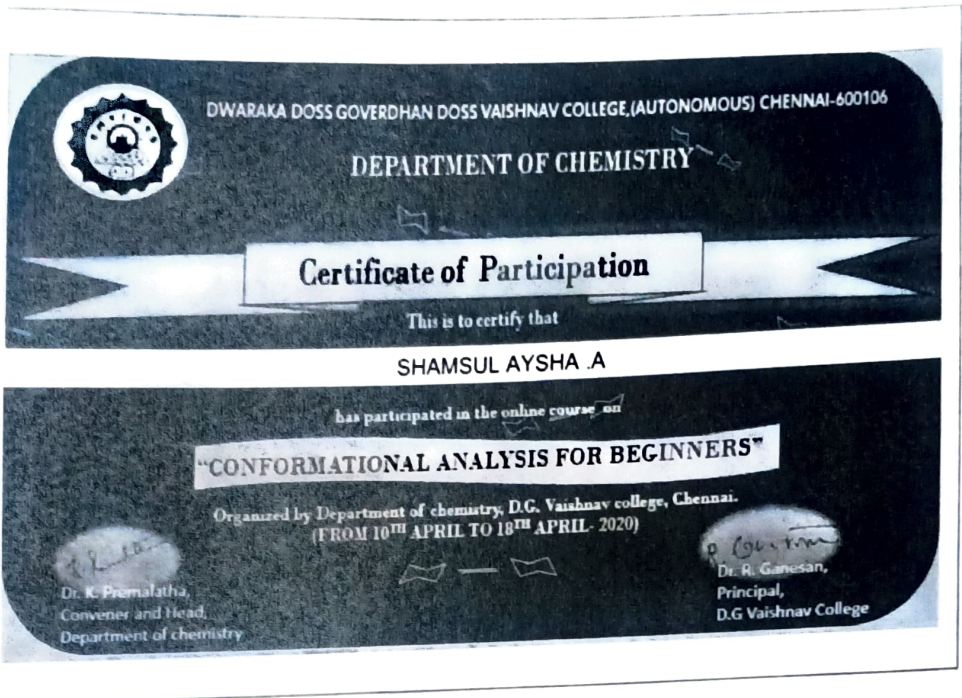 DWARAKA DOSS GOVERDHAN DOSS VAISHNAV COLLEGE,(AUTONOMOUS) CHENNAI-600106
DEPARTMENT OF CHEMISTRY
Certificate of Participation
This is to certify that
SHAMSUL AYSHA .A
has participated in the online course on
"CONFORMATIONAL ANALYSIS FOR BEGINNERS"
Organized by Department of chemistry, D.G. Vaishnav college, Chennai.
(FROM 10TH APRIL TO 18TH APRIL- 2020)
Dr. K. Premalatha,
Convener and Head,
Department of chemistry
Dr. R. Ganesan,
Principal,
D.G Vaishnav College